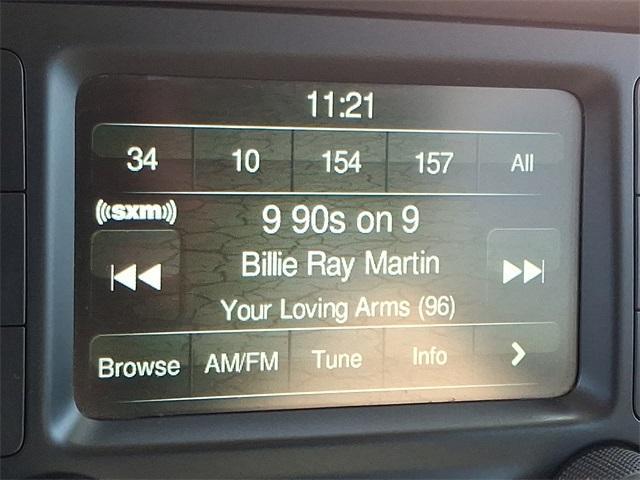 11:21
34 10 154 157 All
((sxm))
9 90s on 9
Billie Ray Martin
Your Loving Arms (96)
Browse AM/FM Tune Info >